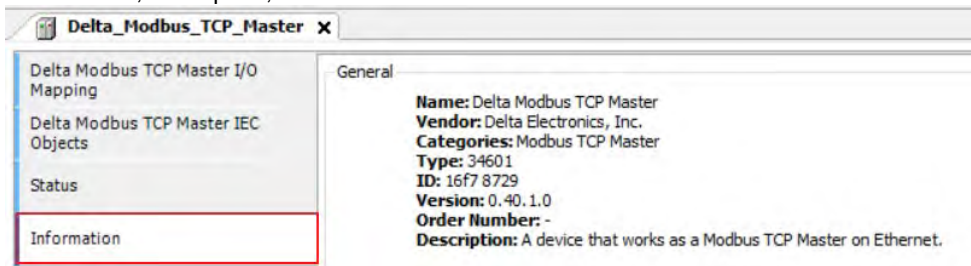 Delta_Modbus_TCP_Master X
Delta Modbus TCP Master I/O
Mapping
Delta Modbus TCP Master IEC
Objects
Status
Information
General
Name: Delta Modbus TCP Master
Vendor: Delta Electronics, Inc.
Categories: Modbus TCP Master
Type: 34601
ID: 16f7 8729
Version: 0.40.1.0
Order Number: -
Description: A device that works as a Modbus TCP Master on Ethernet.